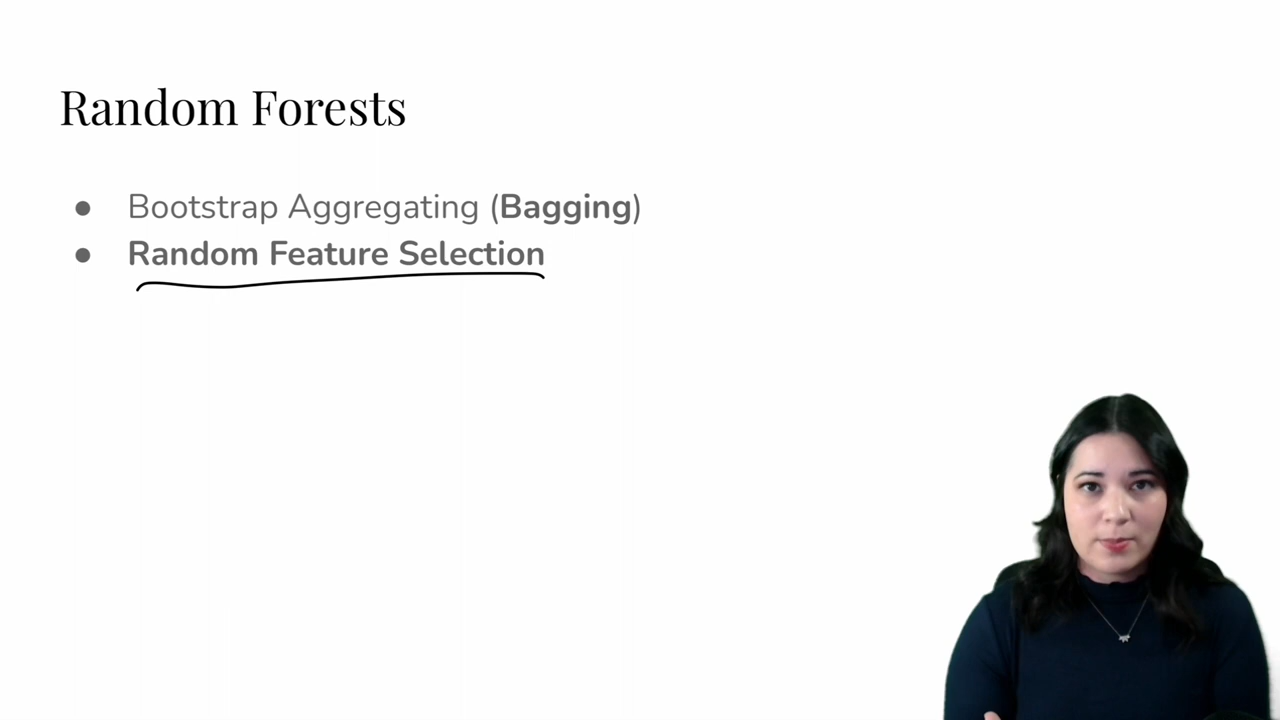 Random Forests
● Bootstrap Aggregating (Bagging)
● Random Feature Selection